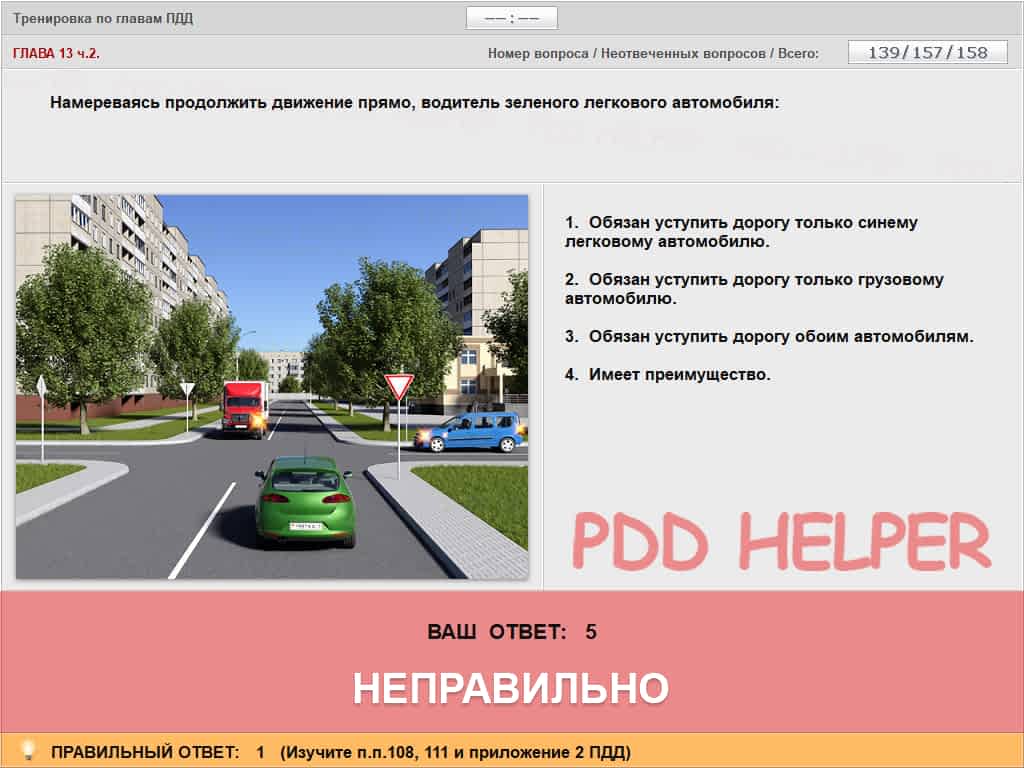 Тренировка по главам ПДД
—— : ——
ГЛАВА 13 ч.2.
Номер вопроса / Неотвеченных вопросов / Всего:
139/157/158
Намереваясь продолжить движение прямо, водитель зеленого легкового автомобиля:
1. Обязан уступить дорогу только синему
легковому автомобилю.
2. Обязан уступить дорогу только грузовому
автомобилю.
3. Обязан уступить дорогу обоим автомобилям.
4. Имеет преимущество.
PDD HELPER
ВАШ ОТВЕТ: 5
НЕПРАВИЛЬНО
ПРАВИЛЬНЫЙ ОТВЕТ: 1 (Изучите п.п.108, 111 и приложение 2 ПДД)